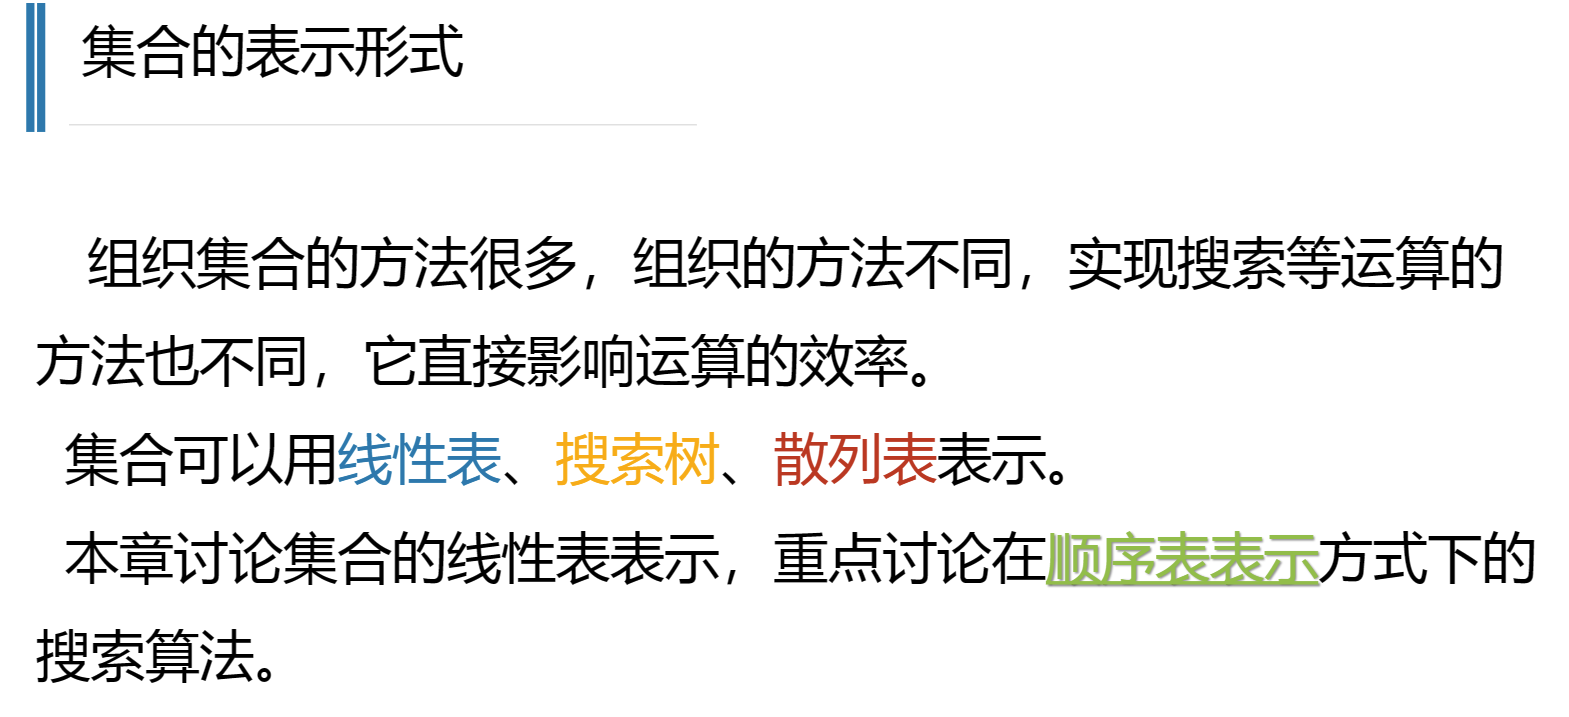 集合的表示形式
组织集合的方法很多，组织的方法不同，实现搜索等运算的
方法也不同，它直接影响运算的效率。
集合可以用线性表、搜索树、散列表表示。
本章讨论集合的线性表表示，重点讨论在顺序表表示方式下的
搜索算法。